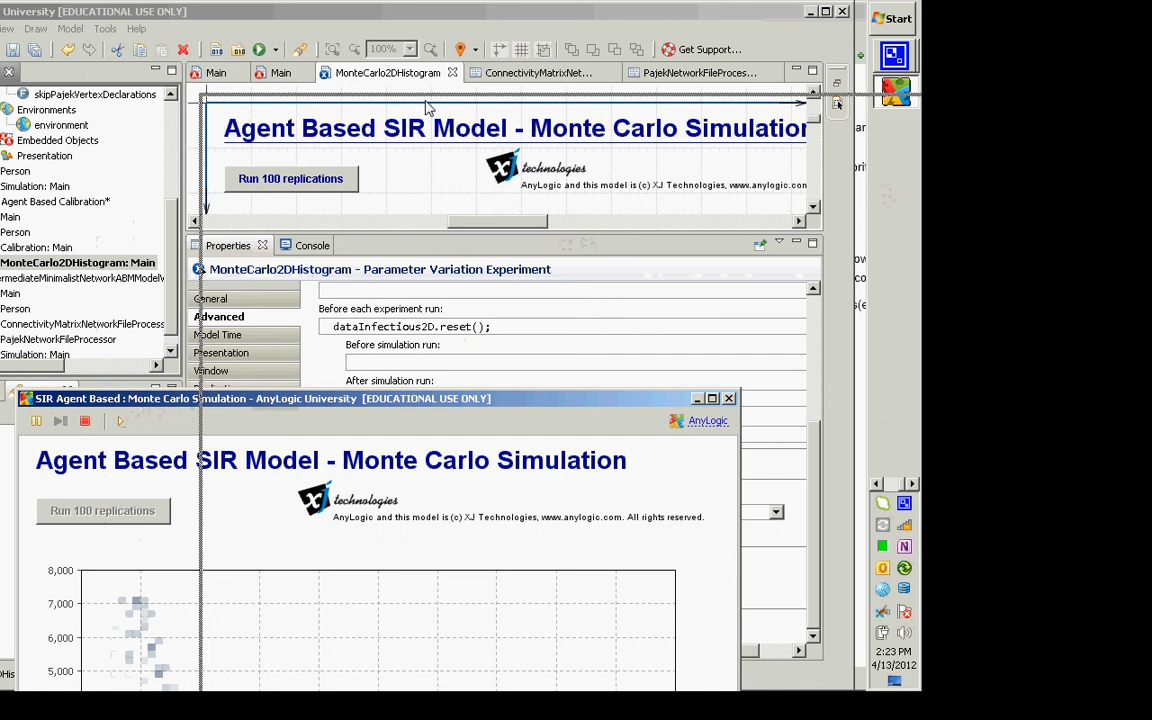 University [EDUCATIONAL USE ONLY]
Start
iew Draw Model Tools Help
100% Get Support...
Main Main MonteCarlo2DHistogram ConnectivityMatrixNet... PajekNetworkFileProces...
skipPajekVertexDeclarations
Environments
environment
Embedded Objects
Presentation
Person
Simulation: Main
Agent Based Calibration*
Main
Person
Calibration: Main
MonteCarlo2DHistogram: Main
ermediateMinimalistNetworkABMModelV
Main
Person
ConnectivityMatrixNetworkFileProcess
PajekNetworkFileProcessor
Simulation: Main
Agent Based SIR Model - Monte Carlo Simulation
Run 100 replications
XJ technologies
AnyLogic and this model is (c) XJ Technologies, www.anylogic.com
Properties Console
MonteCarlo2DHistogram - Parameter Variation Experiment
General
Advanced
Model Time
Presentation
Window
Before each experiment run:
dataInfectious2D.reset();
Before simulation run:
After simulation run:
SIR Agent Based : Monte Carlo Simulation - AnyLogic University [EDUCATIONAL USE ONLY]
AnyLogic
Agent Based SIR Model - Monte Carlo Simulation
Run 100 replications
XJ technologies
AnyLogic and this model is (c) XJ Technologies, www.anylogic.com. All rights reserved.
8,000
7,000
6,000
5,000
2:23 PM
4/13/2012